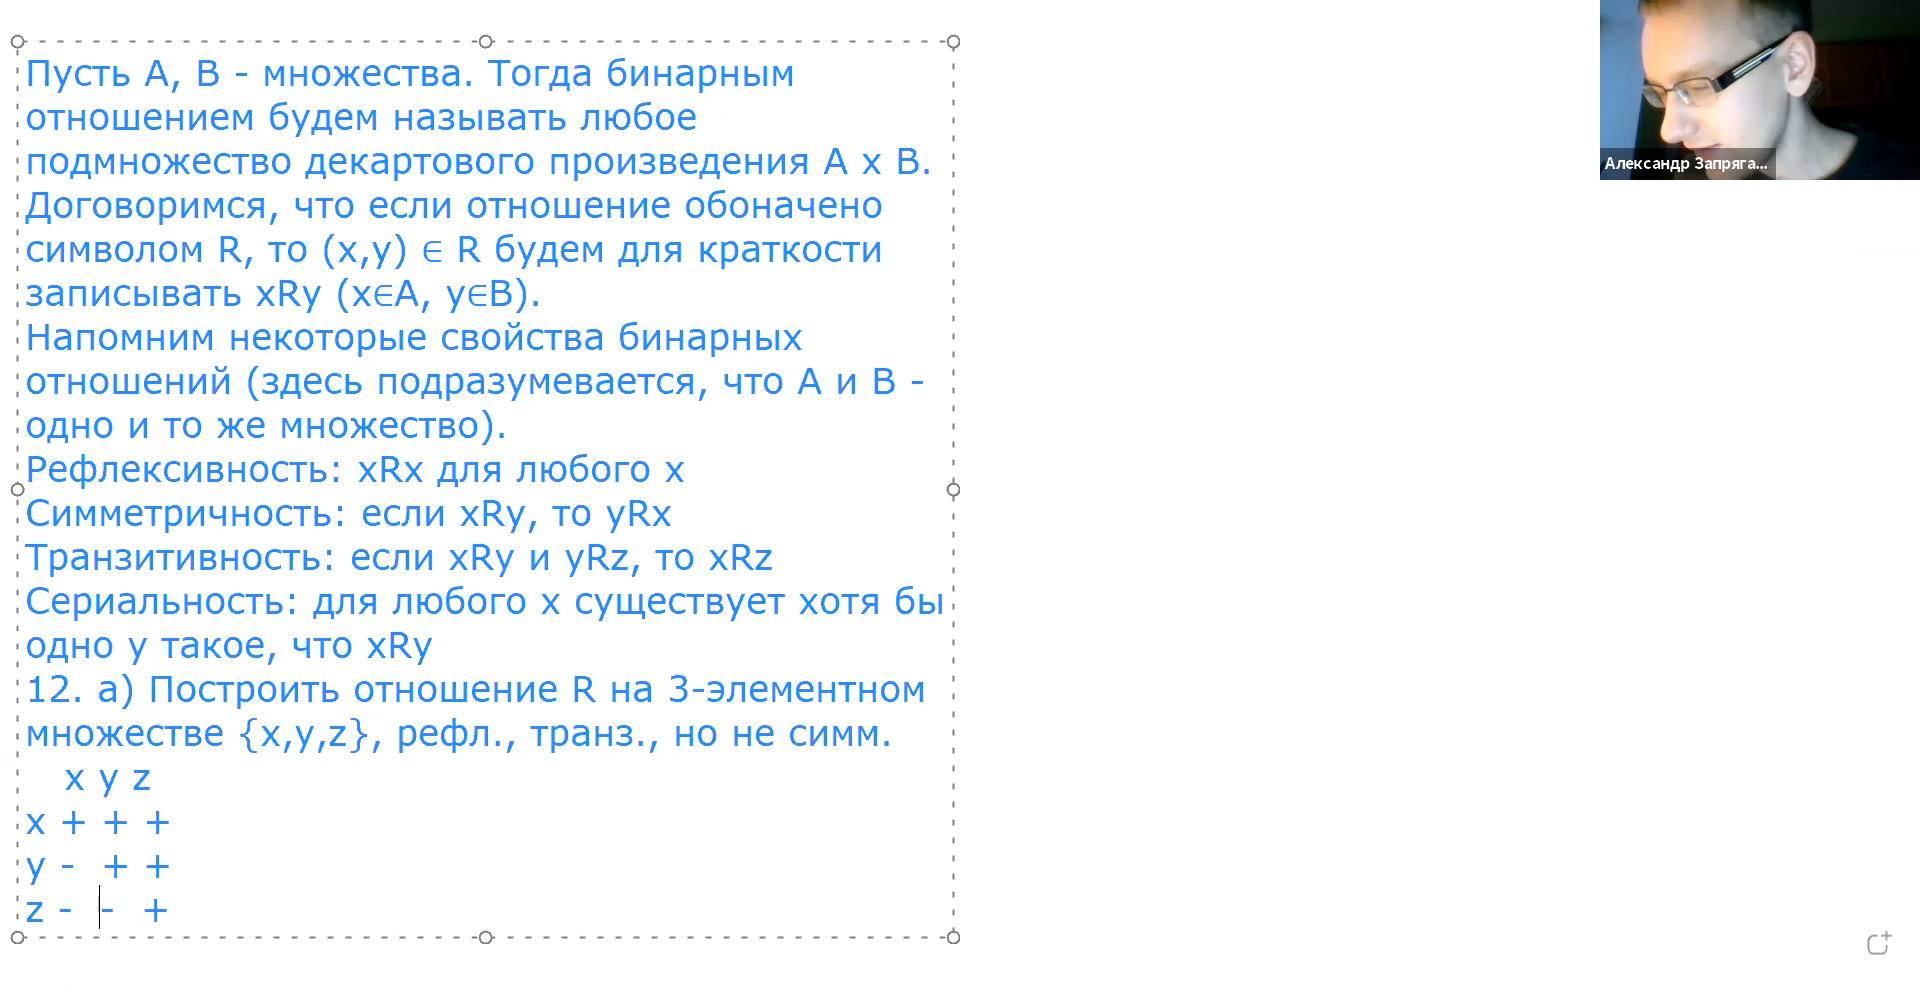 Пусть A, B - множества. Тогда бинарным
отношением будем называть любое
подмножество декартового произведения A x B.
Договоримся, что если отношение обоначено
символом R, то (x,y) ∈ R будем для краткости
записывать xRy (x∈A, y∈B).
Напомним некоторые свойства бинарных
отношений (здесь подразумевается, что A и B -
одно и то же множество).
Рефлексивность: xRx для любого x
Симметричность: если xRy, то yRx
Транзитивность: если xRy и yRz, то xRz
Сериальность: для любого x существует хотя бы
одно y такое, что xRy
12. а) Построить отношение R на 3-элементном
множестве {x,y,z}, рефл., транз., но не симм.
x y z
x + + +
y - + +
z - - +
Александр Запряга...